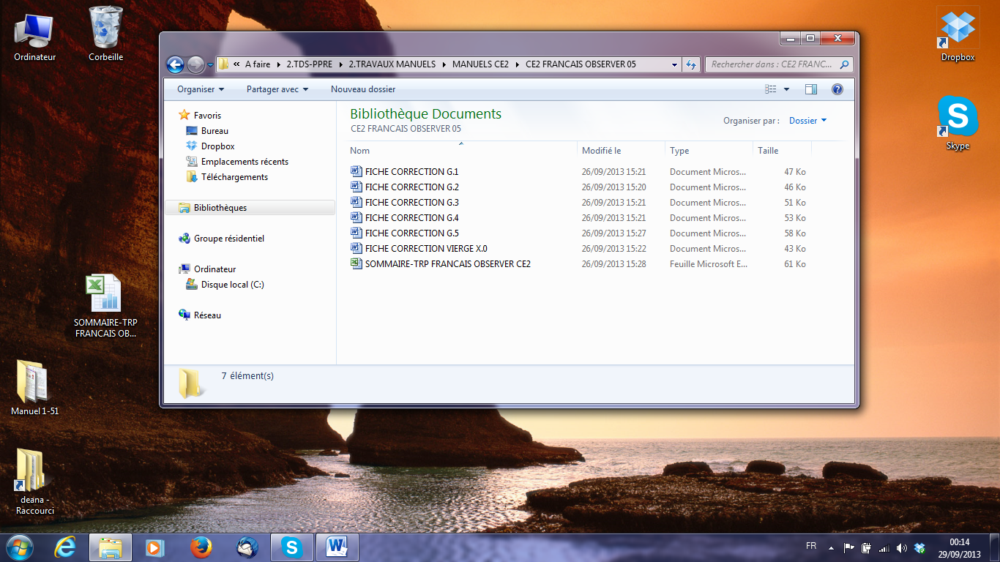 Ordinateur
Corbeille
SOMMAIRE-TRP
FRANCAIS OB...
Manuel 1-51
deana -
Raccourci
Dropbox
Skype
« A faire ▸ 2.TDS-PPRE ▸ 2.TRAVAUX MANUELS ▸ MANUELS CE2 ▸ CE2 FRANCAIS OBSERVER 05
Rechercher dans : CE2 FRANC...
Organiser Partager avec Nouveau dossier
Favoris
Bureau
Dropbox
Emplacements récents
Téléchargements
Bibliothèques
Groupe résidentiel
Ordinateur
Disque local (C:)
Réseau
Bibliothèque Documents
CE2 FRANCAIS OBSERVER 05
Organiser par : Dossier
Nom Modifié le Type Taille
FICHE CORRECTION G.1 26/09/2013 15:21 Document Micros... 47 Ko
FICHE CORRECTION G.2 26/09/2013 15:20 Document Micros... 46 Ko
FICHE CORRECTION G.3 26/09/2013 15:21 Document Micros... 51 Ko
FICHE CORRECTION G.4 26/09/2013 15:21 Document Micros... 53 Ko
FICHE CORRECTION G.5 26/09/2013 15:27 Document Micros... 58 Ko
FICHE CORRECTION VIERGE X.0 26/09/2013 15:22 Document Micros... 43 Ko
SOMMAIRE-TRP FRANCAIS OBSERVER CE2 26/09/2013 15:28 Feuille Microsoft E... 61 Ko
7 élément(s)
FR
00:14
29/09/2013